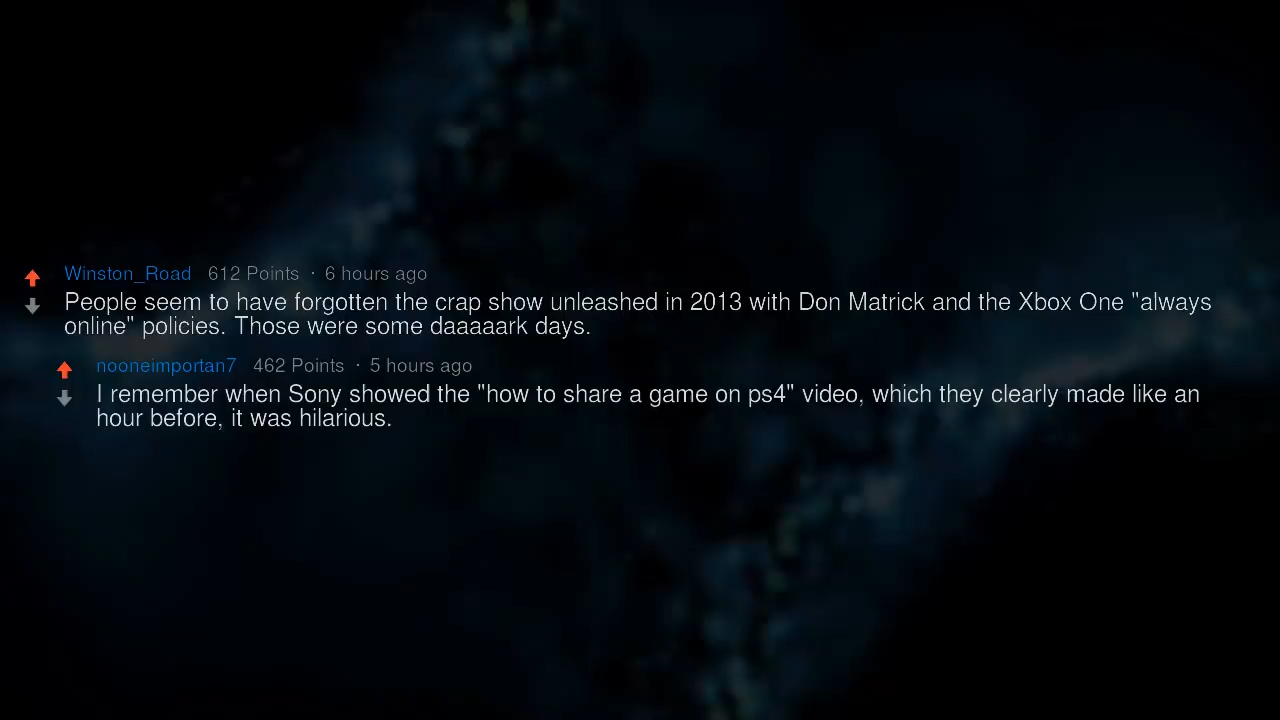 Winston_Road 612 Points · 6 hours ago
People seem to have forgotten the crap show unleashed in 2013 with Don Matrick and the Xbox One "always
online" policies. Those were some daaaaark days.
nooneimportan7 462 Points · 5 hours ago
I remember when Sony showed the "how to share a game on ps4" video, which they clearly made like an
hour before, it was hilarious.